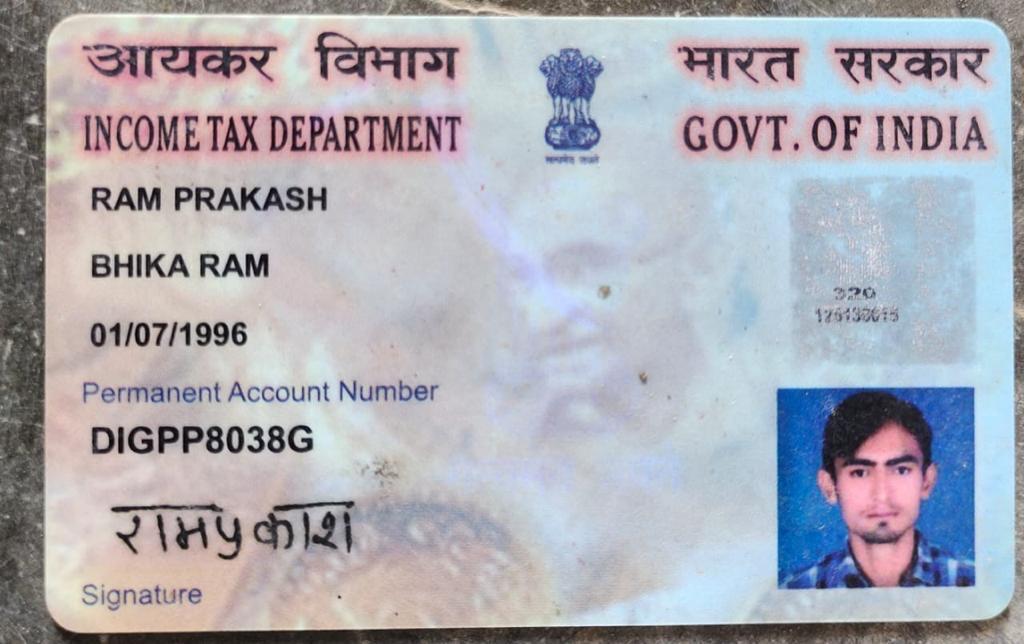 आयकर विभाग
भारत सरकार
INCOME TAX DEPARTMENT
GOVT. OF INDIA
सत्यमेव जयते
RAM PRAKASH
BHIKA RAM
01/07/1996
Permanent Account Number
DIGPP8038G
320
रामप्रकाश
Signature